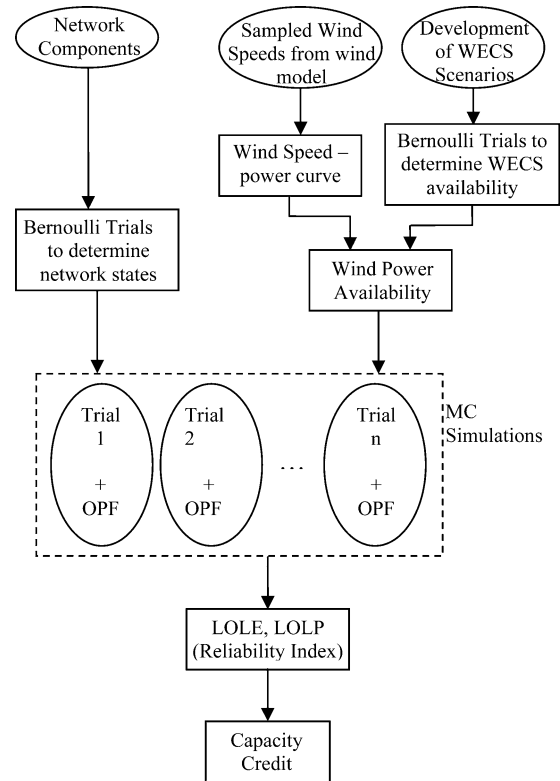 Network
Components
Sampled Wind
Speeds from wind
model
Development
of WECS
Scenarios
Wind Speed –
power curve
Bernoulli Trials to
determine WECS
availability
Bernoulli Trials
to determine
network states
Wind Power
Availability
Trial
1
+
OPF
Trial
2
+
OPF
...
Trial
n
+
OPF
MC
Simulations
LOLE, LOLP
(Reliability Index)
Capacity
Credit